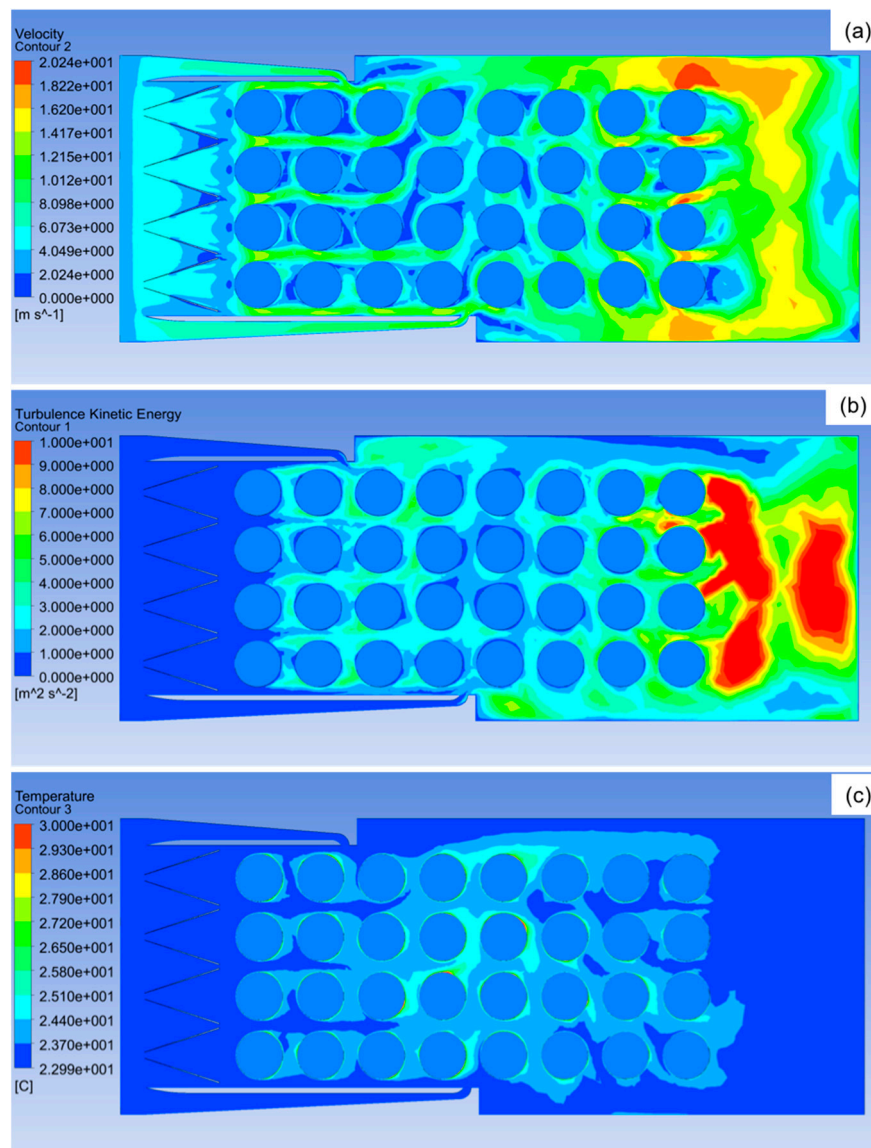 (a)
Velocity
Contour 2
2.024e+001
1.822e+001
1.620e+001
1.417e+001
1.215e+001
1.012e+001
8.098e+000
6.073e+000
4.049e+000
2.024e+000
0.000e+000
[m s^-1]
(b)
Turbulence Kinetic Energy
Contour 1
1.000e+001
9.000e+000
8.000e+000
7.000e+000
6.000e+000
5.000e+000
4.000e+000
3.000e+000
2.000e+000
1.000e+000
0.000e+000
[m^2 s^-2]
(c)
Temperature
Contour 3
3.000e+001
2.930e+001
2.860e+001
2.790e+001
2.720e+001
2.650e+001
2.580e+001
2.510e+001
2.440e+001
2.370e+001
2.299e+001
[C]